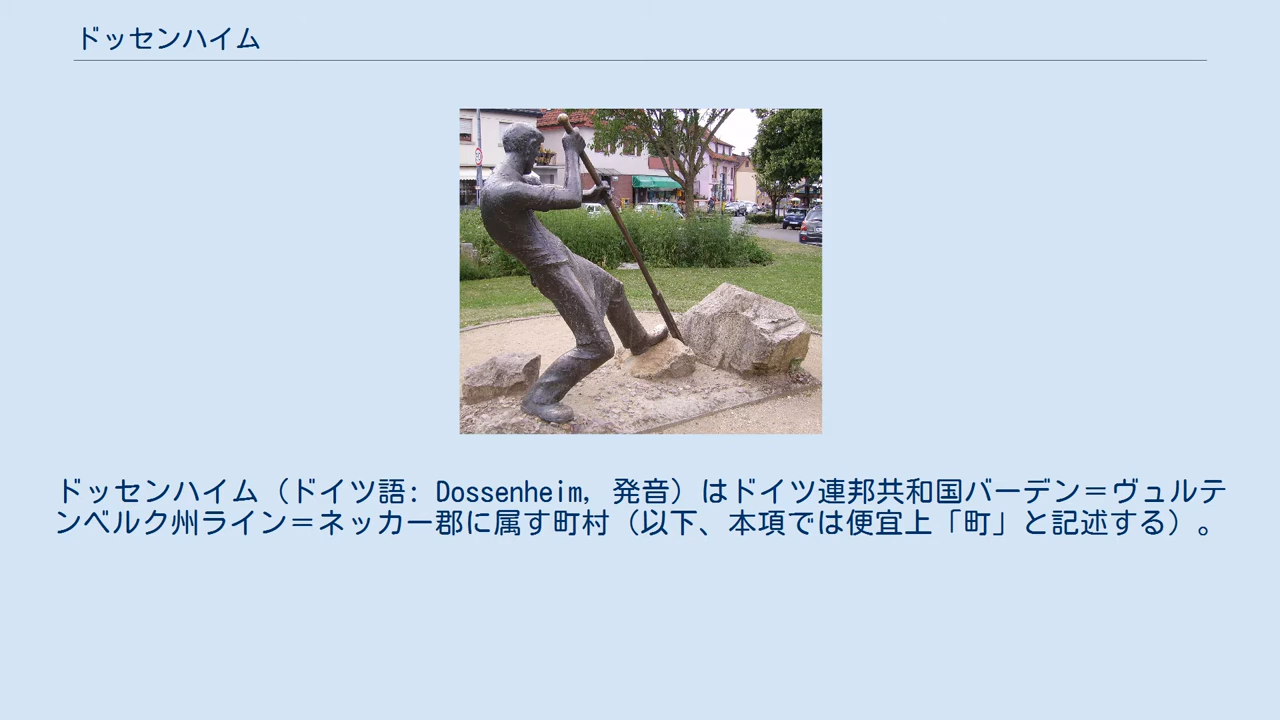 ドッセンハイム
ドッセンハイム（ドイツ語: Dossenheim, 発音）はドイツ連邦共和国バーデン＝ヴュルテ
ンベルク州ライン＝ネッカー郡に属す町村（以下、本項では便宜上「町」と記述する）。